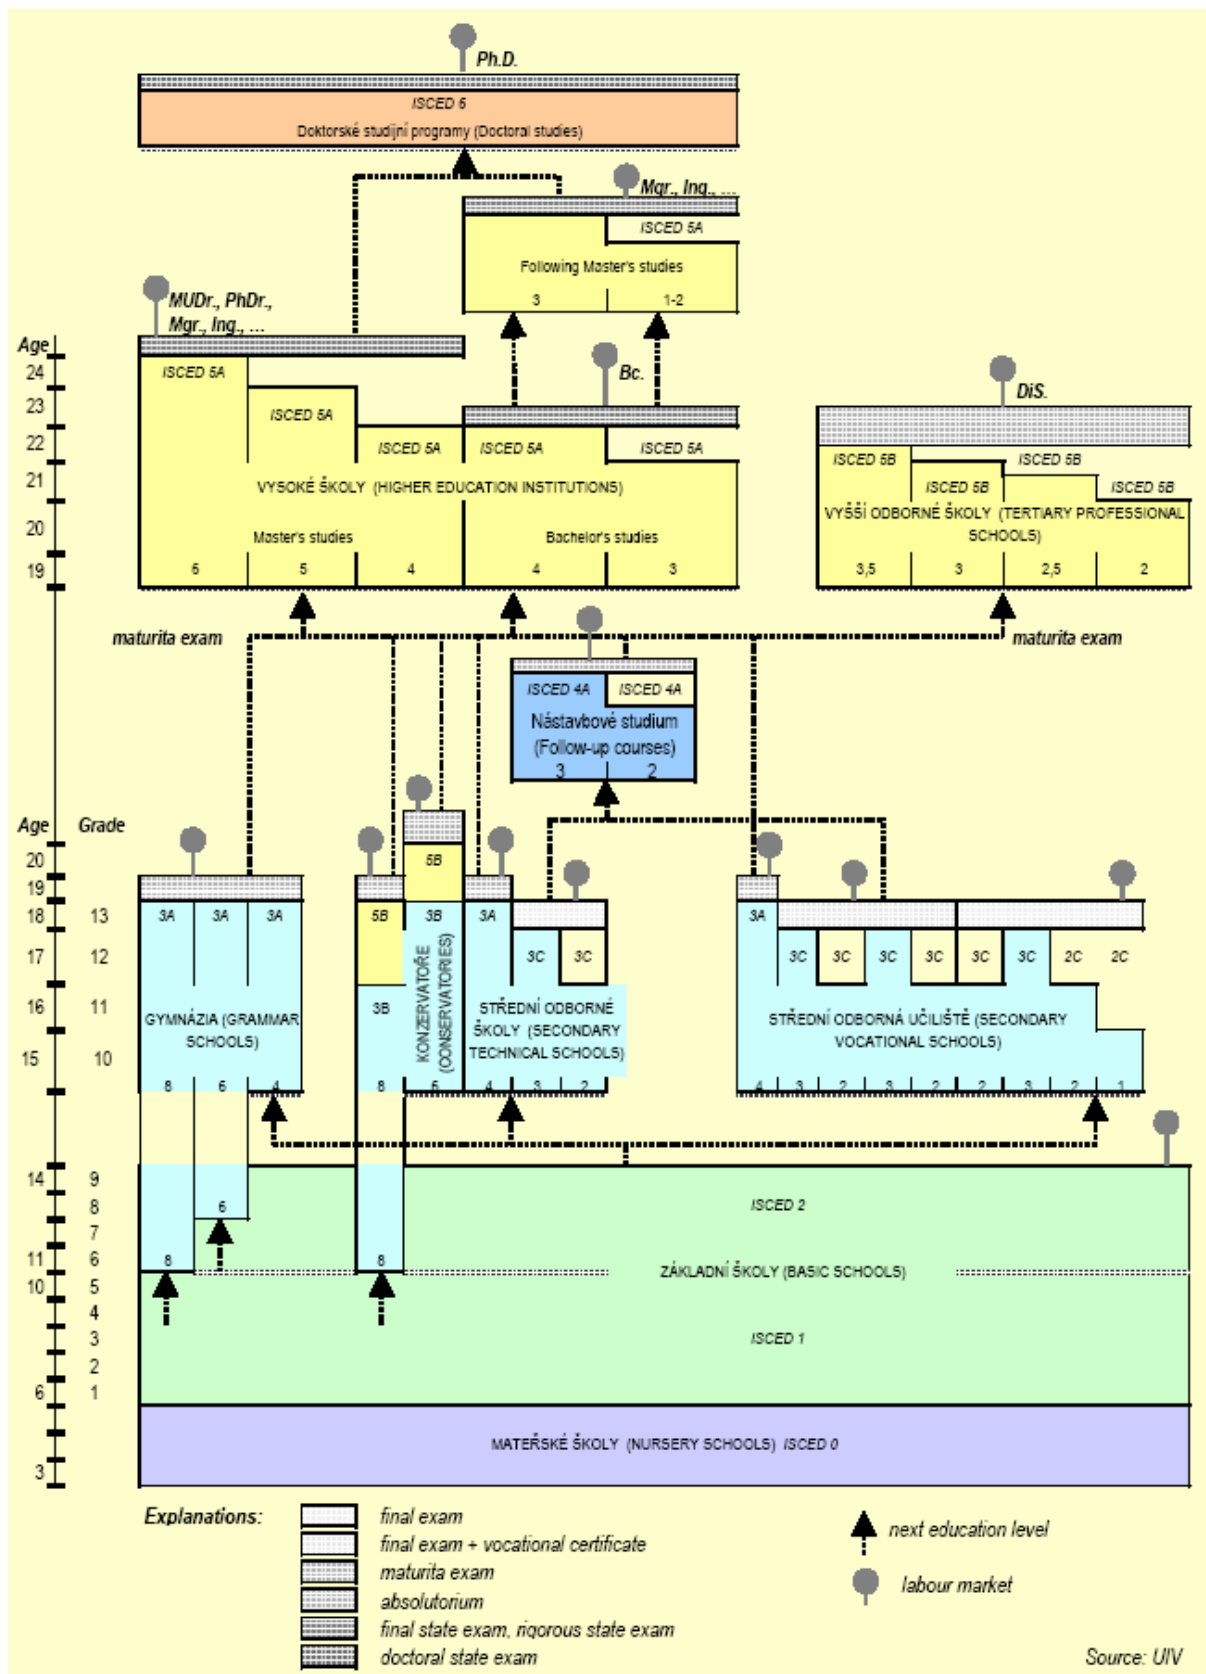 Ph.D.
ISCED 6
Doktorské studijní programy (Doctoral studies)
Mgr., Ing., ...
ISCED 5A
Following Master's studies
3 1-2
MUDr., PhDr.,
Mgr., Ing., ...
Bc.
DiS.
Age
24
23
22
21
20
19
ISCED 5A
ISCED 5A
ISCED 5A ISCED 5A ISCED 5A
VYSOKÉ ŠKOLY (HIGHER EDUCATION INSTITUTIONS)
Master's studies Bachelor's studies
6 5 4 4 3
ISCED 5B ISCED 5B
ISCED 5B ISCED 5B
VYŠŠÍ ODBORNÉ ŠKOLY (TERTIARY PROFESSIONAL
SCHOOLS)
3,5 3 2,5 2
maturita exam maturita exam
ISCED 4A ISCED 4A
Nástavbové studium
(Follow-up courses)
3 2
Age Grade
20
19
18 13
17 12
16 11
15 10
3A 3A 3A
GYMNÁZIA (GRAMMAR
SCHOOLS)
8 6 4
5B
3B
8
5B
3B
KONZERVATOŘE
(CONSERVATORIES)
6
3A
3C 3C
STŘEDNÍ ODBORNÉ
ŠKOLY (SECONDARY
TECHNICAL SCHOOLS)
4 3 2
3A
3C 3C 3C 3C 3C 3C 2C 2C
STŘEDNÍ ODBORNÁ UČILIŠTĚ (SECONDARY
VOCATIONAL SCHOOLS)
4 3 2 3 2 2 3 2 1
14 9
8
7
11 6
10 5
4
3
2
6 1
3
6
8 8
ISCED 2
ZÁKLADNÍ ŠKOLY (BASIC SCHOOLS)
ISCED 1
MATEŘSKÉ ŠKOLY (NURSERY SCHOOLS) ISCED 0
Explanations:
final exam
final exam + vocational certificate
maturita exam
absolutorium
final state exam, rigorous state exam
doctoral state exam
next education level
labour market
Source: UIV